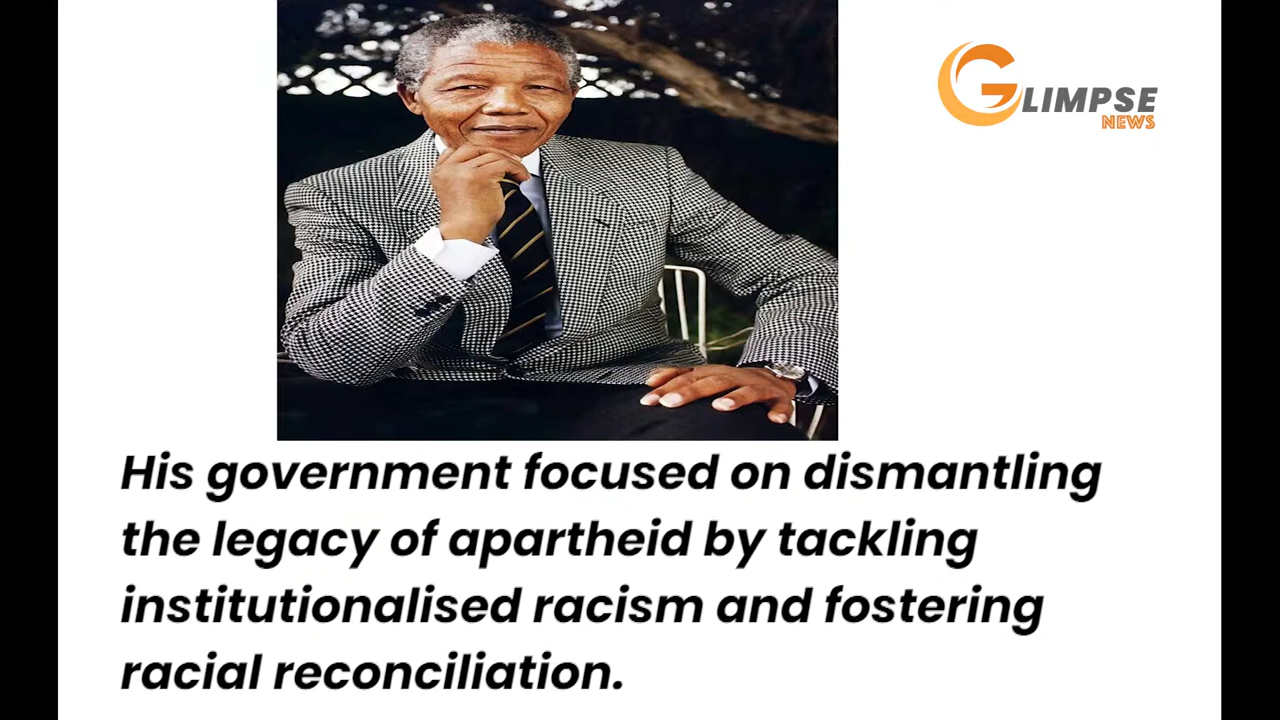 GLIMPSE
NEWS
His government focused on dismantling
the legacy of apartheid by tackling
institutionalised racism and fostering
racial reconciliation.